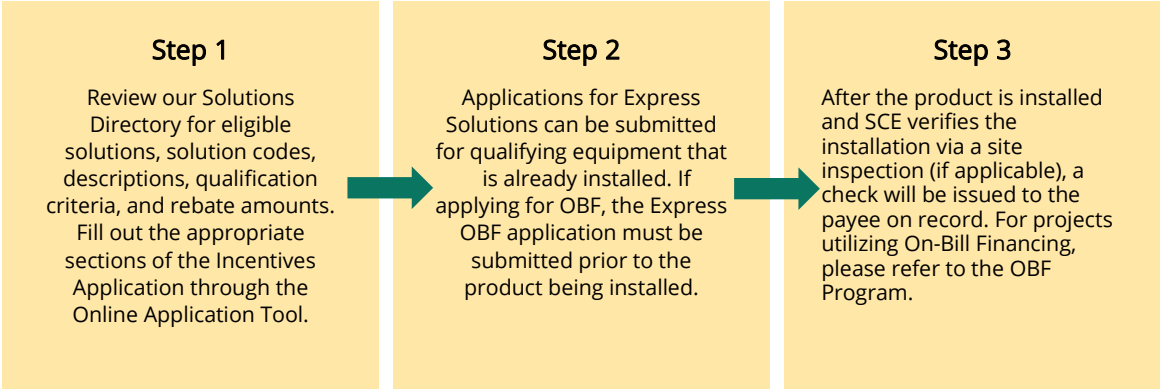 Step 1
Review our Solutions
Directory for eligible
solutions, solution codes,
descriptions, qualification
criteria, and rebate amounts.
Fill out the appropriate
sections of the Incentives
Application through the
Online Application Tool.
Step 2
Applications for Express
Solutions can be submitted
for qualifying equipment that
is already installed. If
applying for OBF, the Express
OBF application must be
submitted prior to the
product being installed.
Step 3
After the product is installed
and SCE verifies the
installation via a site
inspection (if applicable), a
check will be issued to the
payee on record. For projects
utilizing On-Bill Financing,
please refer to the OBF
Program.